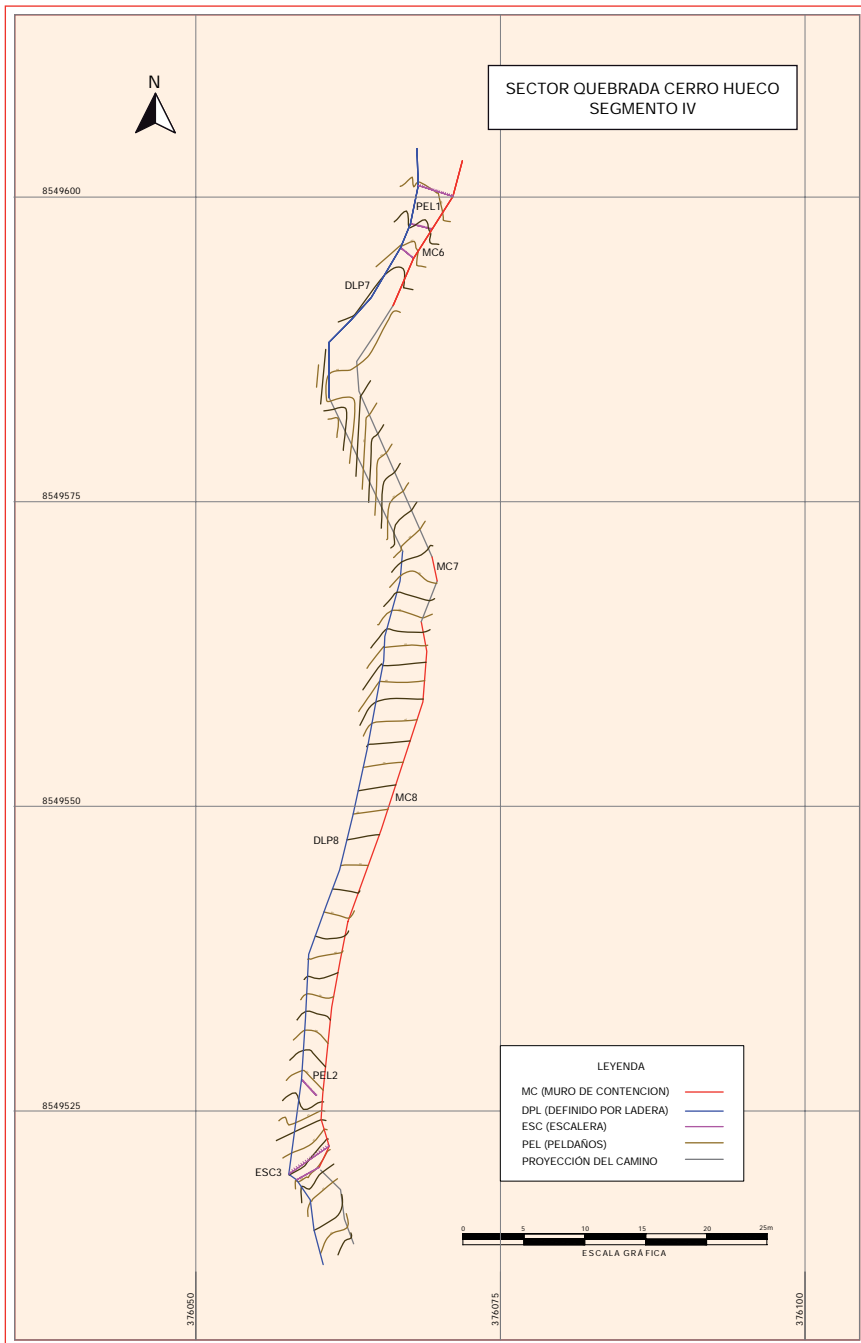 SECTOR QUEBRADA CERRO HUECO
SEGMENTO IV
N
8549600
PEL1
MC6
DLP7
8549575
MC7
8549550
MC8
DLP8
PEL2
8549525
ESC3
LEYENDA
MC (MURO DE CONTENCION)
DPL (DEFINIDO POR LADERA)
ESC (ESCALERA)
PEL (PELDAÑOS)
PROYECCIÓN DEL CAMINO
0 5 10 15 20 25m
ESCALA GRÁFICA
376050
376075
376100